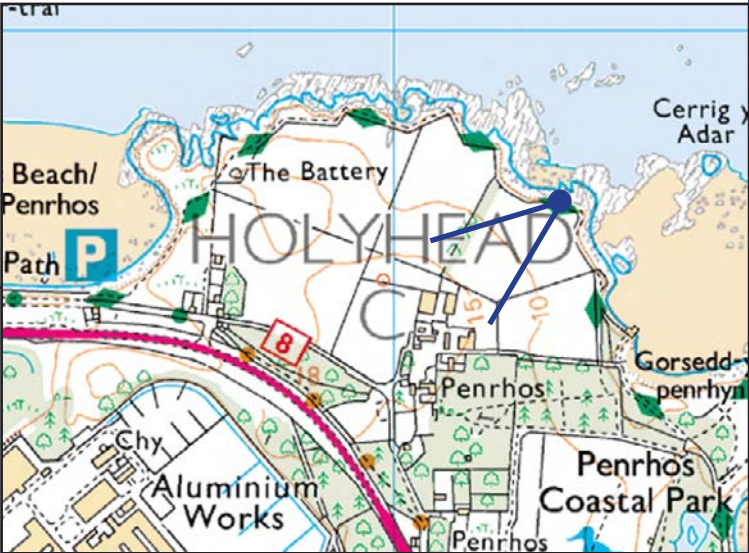 Cerrig y
Adar
Beach/
Penrhos
The Battery
HOLYHEAD
Path
P
C
15
10
8
18
Gorsedd-y
penrhyn
Penrhos
Chy
Aluminium
Works
Penrhos
Coastal Park
Penrhos